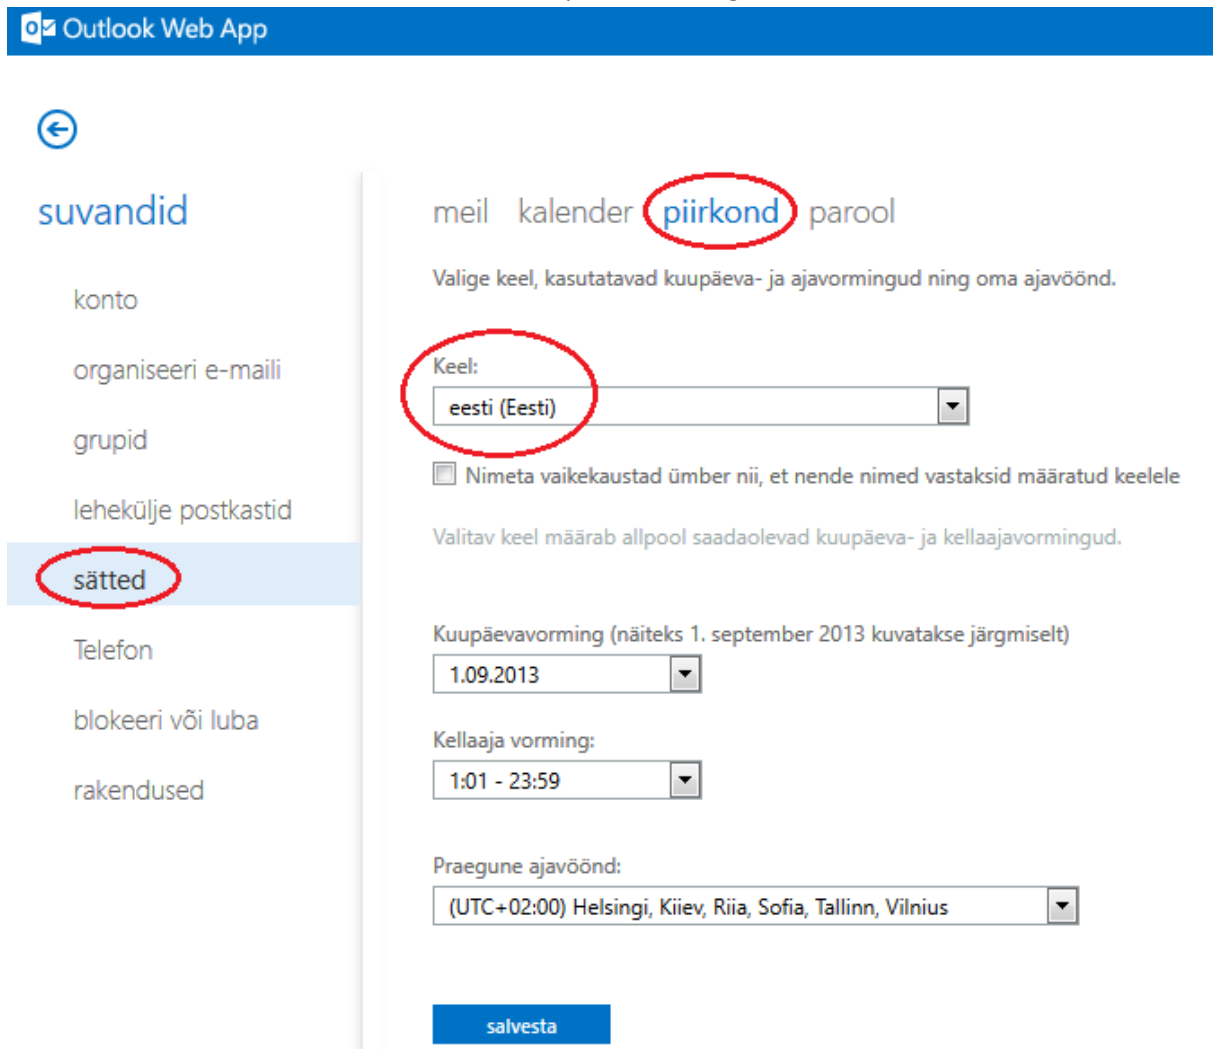 Outlook Web App
suvandid
konto
organiseeri e-maili
grupid
lehekülje postkastid
sätted
Telefon
blokeeri või luba
rakendused
meil kalender piirkond parool
Valige keel, kasutatavad kuupäeva- ja ajavormingud ning oma ajavöönd.
Keel:
eesti (Eesti)
Nimeta vaikekaustad ümber nii, et nende nimed vastaksid määratud keelele
Valitav keel määrab allpool saadaolevad kuupäeva- ja kellaajavormingud.
Kuupäevavorming (näiteks 1. september 2013 kuvatakse järgmiselt)
1.09.2013
Kellaaja vorming:
1:01 - 23:59
Praegune ajavöönd:
(UTC+02:00) Helsingi, Kiiev, Riia, Sofia, Tallinn, Vilnius
salvesta